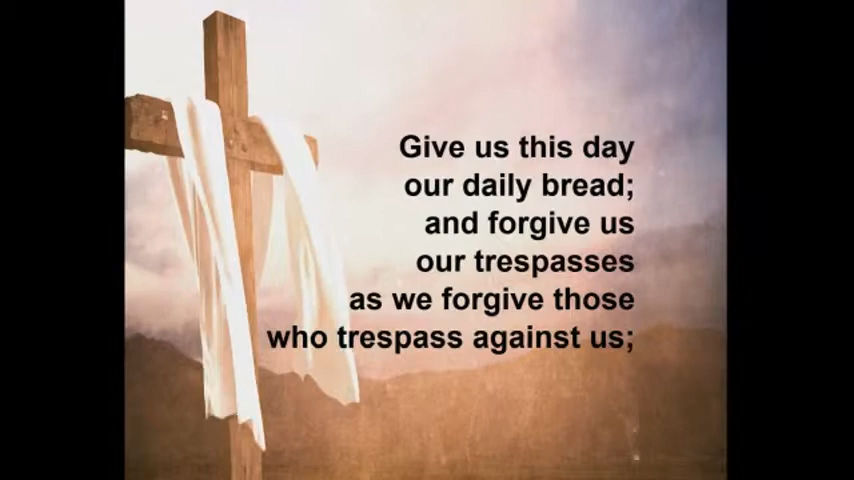 Give us this day
our daily bread;
and forgive us
our trespasses
as we forgive those
who trespass against us;